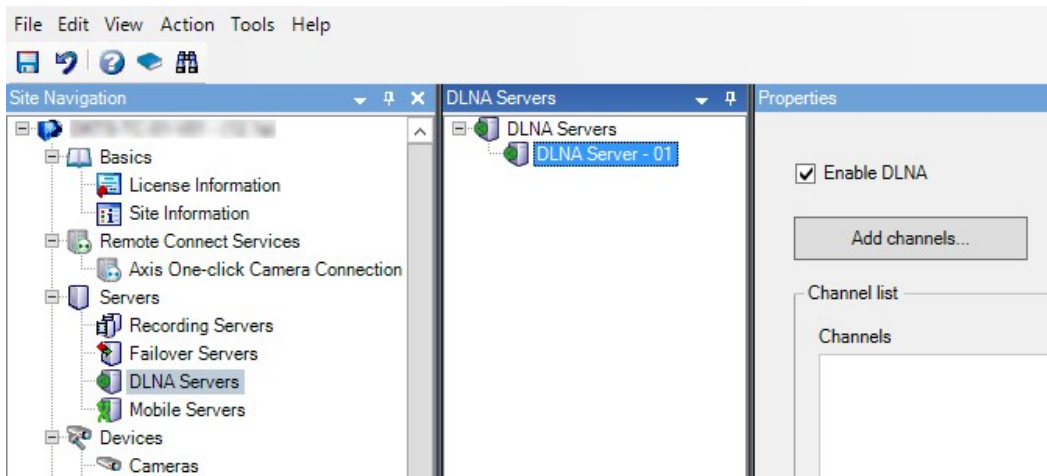 File Edit View Action Tools Help
Site Navigation
Basics
License Information
Site Information
Remote Connect Services
Axis One-click Camera Connection
Servers
Recording Servers
Failover Servers
DLNA Servers
Mobile Servers
Devices
Cameras
DLNA Servers
DLNA Servers
DLNA Server - 01
Properties
Enable DLNA
Add channels...
Channel list
Channels